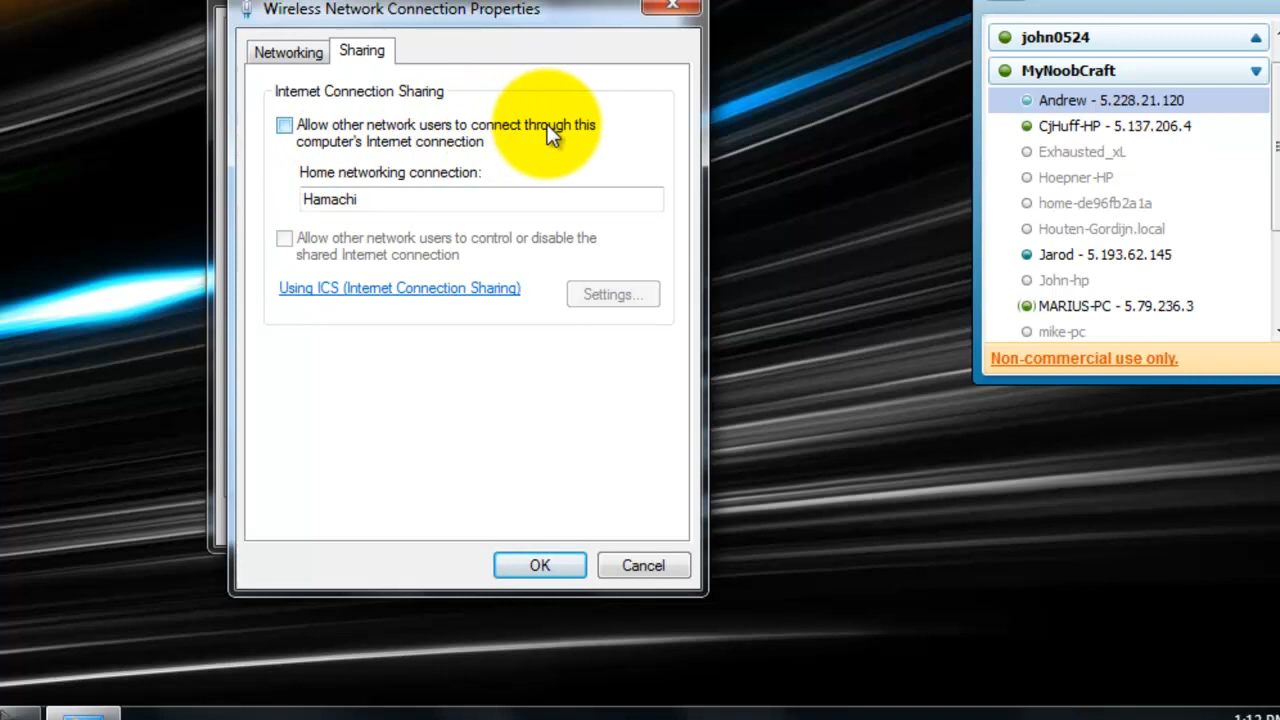 Wireless Network Connection Properties
Networking
Sharing
Internet Connection Sharing
Allow other network users to connect through this
computer's Internet connection
Home networking connection:
Hamachi
Allow other network users to control or disable the
shared Internet connection
Using ICS (Internet Connection Sharing)
Settings...
OK
Cancel
john0524
MyNoobCraft
Andrew - 5.228.21.120
CjHuff-HP - 5.137.206.4
Exhausted_xL
Hoepner-HP
home-de96fb2a1a
Houten-Gordijn.local
Jarod - 5.193.62.145
John-hp
MARIUS-PC - 5.79.236.3
mike-pc
Non-commercial use only.